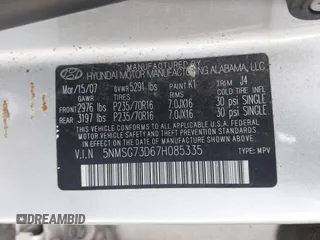 HYUNDAI MOTOR MANUFACTURING ALABAMA, LLC.
Mar/15/07 GVWR 5291 lbs PAINT K1 TRIM J4
GAWR TIRES RIMS COLD TIRE INFL
FRONT 2976 lbs P235/70R16 7.0JX16 30 psi SINGLE
REAR 3197 lbs P235/70R16 7.0JX16 30 psi SINGLE
THIS VEHICLE CONFORMS TO ALL APPLICABLE U.S. FEDERAL
MOTOR VEHICLE SAFETY AND THEFT PREVENTION STANDARDS
IN EFFECT ON THE DATE OF MANUFACTURE SHOWN ABOVE.
V.I.N 5NMSG73D67H085335 TYPE: MPV
© OVERDRIVE